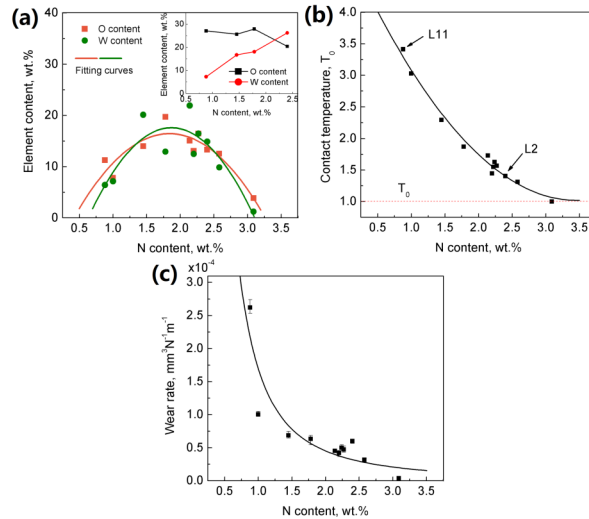 (a)
O content
W content
Fitting curves
Element content, wt.%
40
30
20
10
0
0.5 1.0 1.5 2.0 2.5 3.0 3.5
N content, wt.%
Element content, wt.%
30
20
10
0
0.5 1.0 1.5 2.0 2.5
N content, wt.%
O content
W content
(b)
Contact temperature, T₀
4.0
3.5
3.0
2.5
2.0
1.5
1.0
0.5
L11
L2
T₀
0.5 1.0 1.5 2.0 2.5 3.0 3.5
N content, wt.%
(c)
×10⁻⁴
Wear rate, mm³N⁻¹m⁻¹
3.0
2.5
2.0
1.5
1.0
0.5
0.0
0.5 1.0 1.5 2.0 2.5 3.0 3.5
N content, wt.%